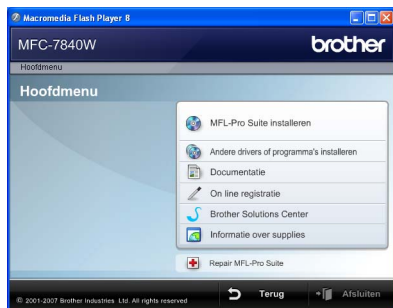 Macromedia Flash Player 8
MFC-7840W
brother
Hoofdmenu
Hoofdmenu
MFL-Pro Suite installeren
Andere drivers of programma's installeren
Documentatie
On line registratie
Brother Solutions Center
Informatie over supplies
Repair MFL-Pro Suite
© 2001-2007 Brother Industries Ltd. All rights reserved
Terug
Afsluiten